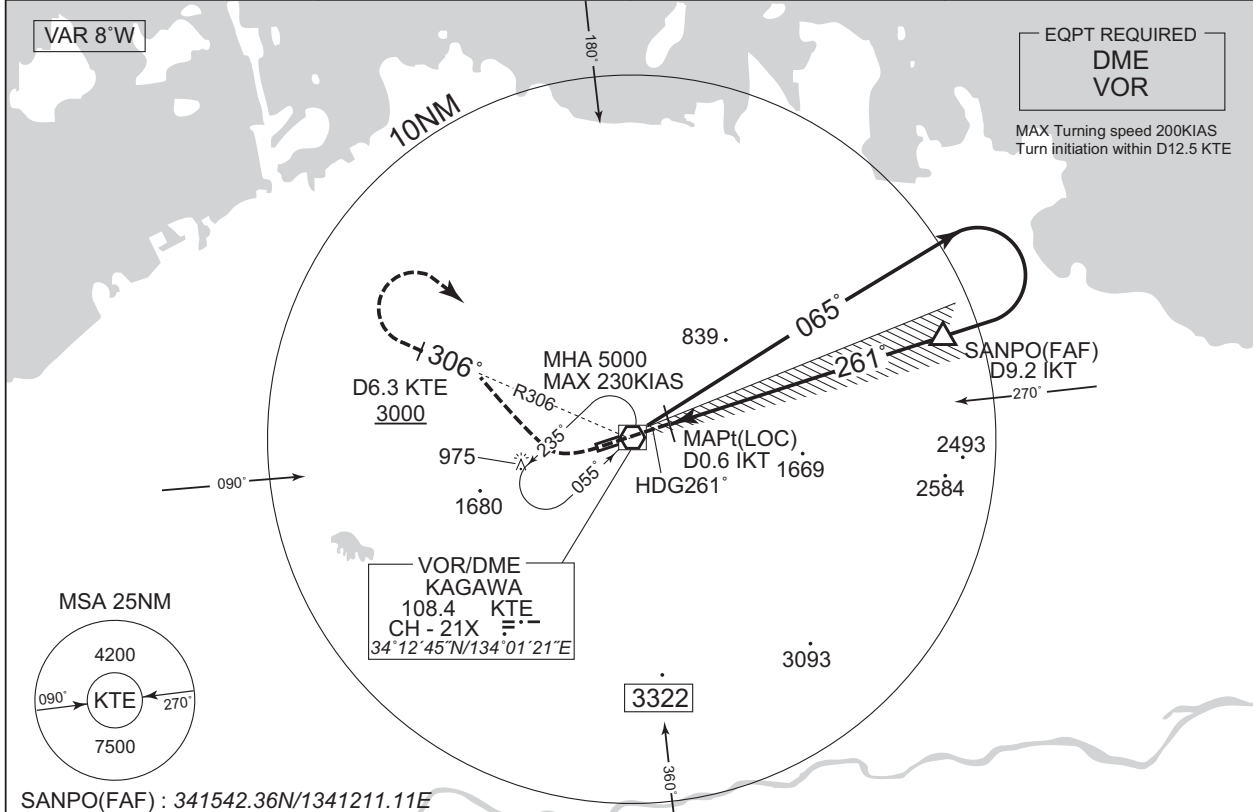 VAR 8°W
EQPT REQUIRED
DME
VOR
MAX Turning speed 200KIAS
Turn initiation within D12.5 KTE
180°
10NM
065°
839
261°
SANPO(FAF)
D9.2 IKT
270°
306°
D6.3 KTE
3000
R306
MHA 5000
MAX 230KIAS
235°
055°
MAPt(LOC)
D0.6 IKT
HDG261°
975
1680
1669
2493
2584
090°
VOR/DME
KAGAWA
108.4 KTE
CH - 21X
34°12´45˝N/134°01´21˝E
3093
3322
360°
MSA 25NM
4200
090°
KTE
270°
7500
SANPO(FAF) : 341542.36N/1341211.11E